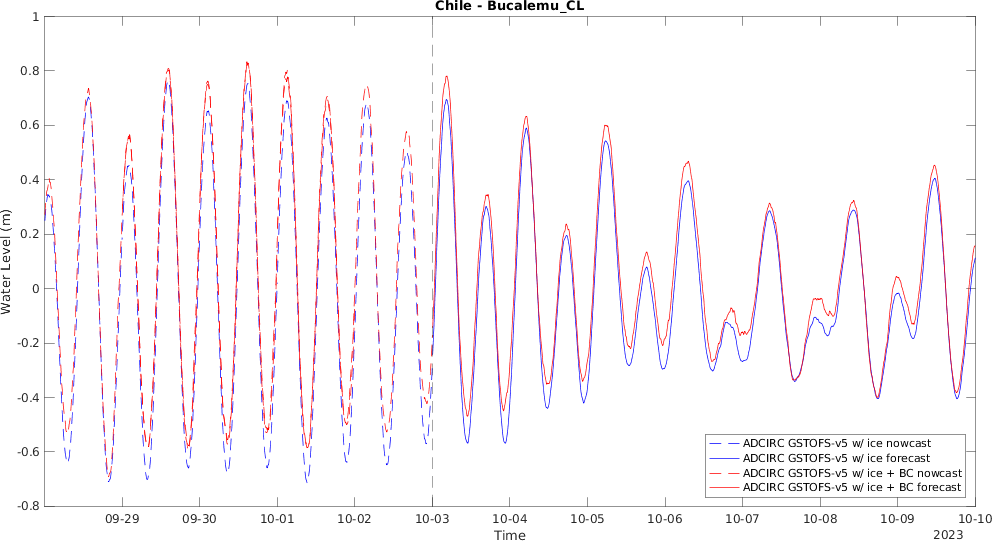 Chile - Bucalemu_CL
1
0.8
0.6
0.4
0.2
0
-0.2
-0.4
-0.6
-0.8
Water Level (m)
09-29 09-30 10-01 10-02 10-03 10-04 10-05 10-06 10-07 10-08 10-09 10-10
Time
2023
ADCIRC GSTOFS-v5 w/ ice nowcast
ADCIRC GSTOFS-v5 w/ ice forecast
ADCIRC GSTOFS-v5 w/ ice + BC nowcast
ADCIRC GSTOFS-v5 w/ ice + BC forecast